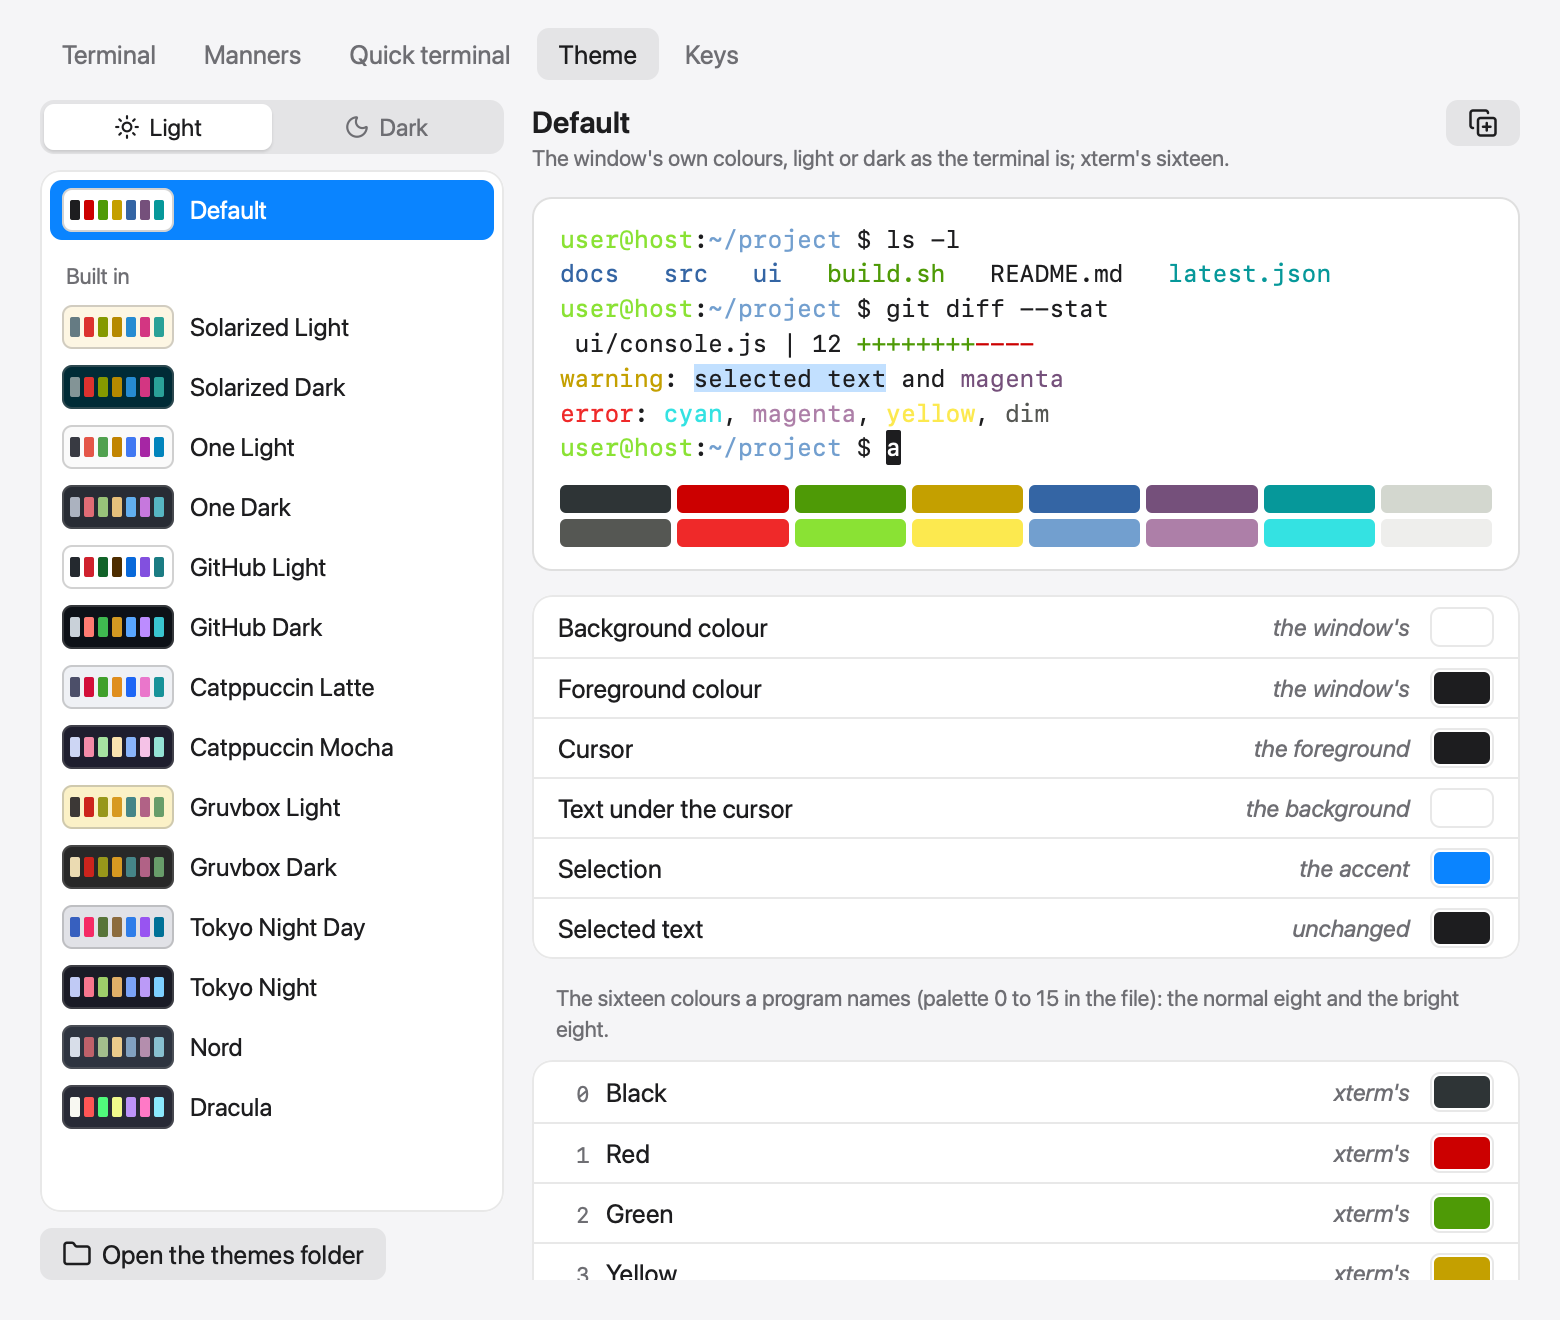 Terminal Manners Quick terminal Theme Keys
Light Dark
Default
Built in
Solarized Light
Solarized Dark
One Light
One Dark
GitHub Light
GitHub Dark
Catppuccin Latte
Catppuccin Mocha
Gruvbox Light
Gruvbox Dark
Tokyo Night Day
Tokyo Night
Nord
Dracula
Open the themes folder
Default
The window's own colours, light or dark as the terminal is; xterm's sixteen.
user@host:~/project $ ls -l
docs src ui build.sh README.md latest.json
user@host:~/project $ git diff --stat
ui/console.js | 12 ++++++++----
warning: selected text and magenta
error: cyan, magenta, yellow, dim
user@host:~/project $ a
Background colour the window's
Foreground colour the window's
Cursor the foreground
Text under the cursor the background
Selection the accent
Selected text unchanged
The sixteen colours a program names (palette 0 to 15 in the file): the normal eight and the bright
eight.
0 Black xterm's
1 Red xterm's
2 Green xterm's
3 Yellow xterm's